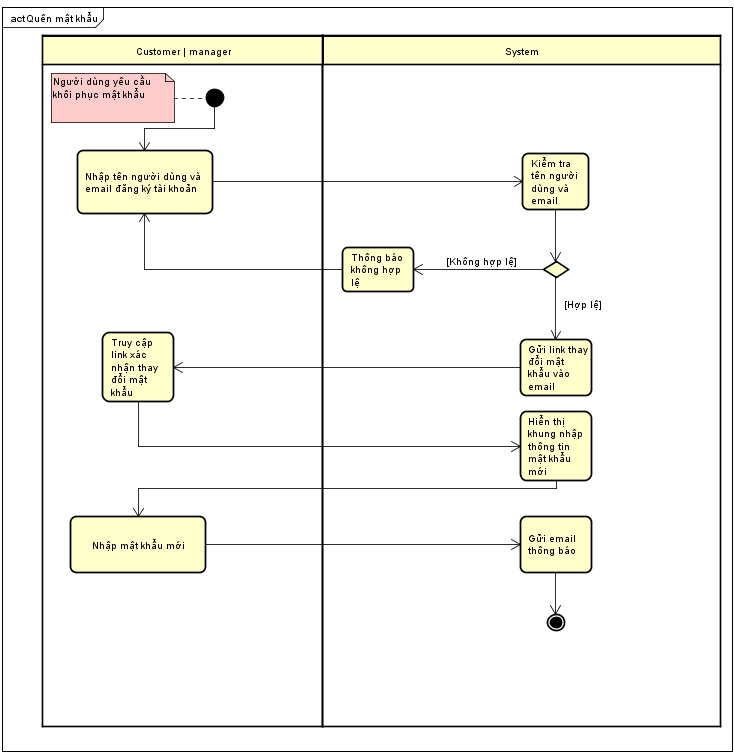 actQuên mật khẩu
Customer | manager
System
Người dùng yêu cầu
khôi phục mật khẩu
Nhập tên người dùng và
email đăng ký tài khoản
Kiểm tra
tên người
dùng và
email
Thông báo
không hợp
lệ
[Không hợp lệ]
[Hợp lệ]
Truy cập
link xác
nhận thay
đổi mật
khẩu
Gửi link thay
đổi mật
khẩu vào
email
Hiển thị
khung nhập
thông tin
mật khẩu
mới
Nhập mật khẩu mới
Gửi email
thông báo